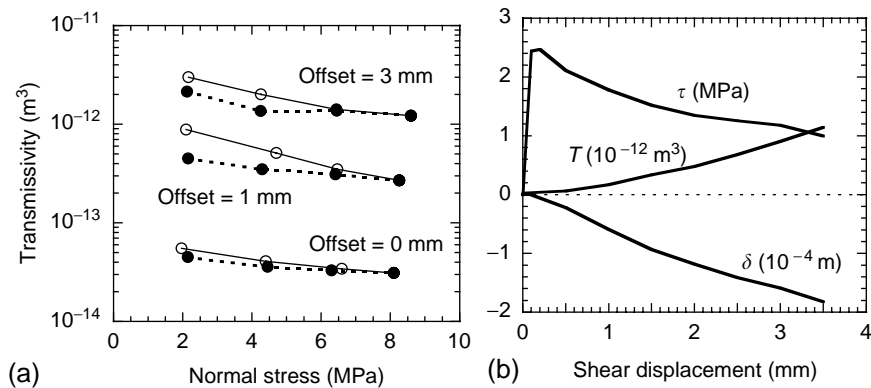 10⁻¹¹
10⁻¹²
10⁻¹³
10⁻¹⁴
Transmissivity (m³)
Offset = 3 mm
Offset = 1 mm
Offset = 0 mm
0 2 4 6 8 10
Normal stress (MPa)
(a)
3
2
1
0
−1
−2
τ (MPa)
T (10⁻¹² m³)
δ (10⁻⁴ m)
0 1 2 3 4
Shear displacement (mm)
(b)